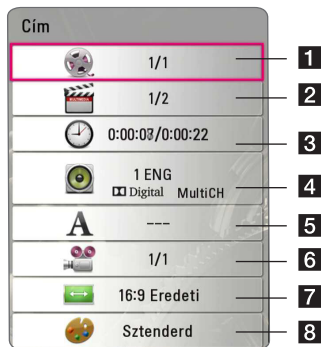 Cím
1/1
1
MULTIMEDIA
1/2
2
0:00:03/0:00:22
3
1 ENG
Digital MultiCH
4
A
---
5
1/1
6
16:9 Eredeti
7
Sztenderd
8